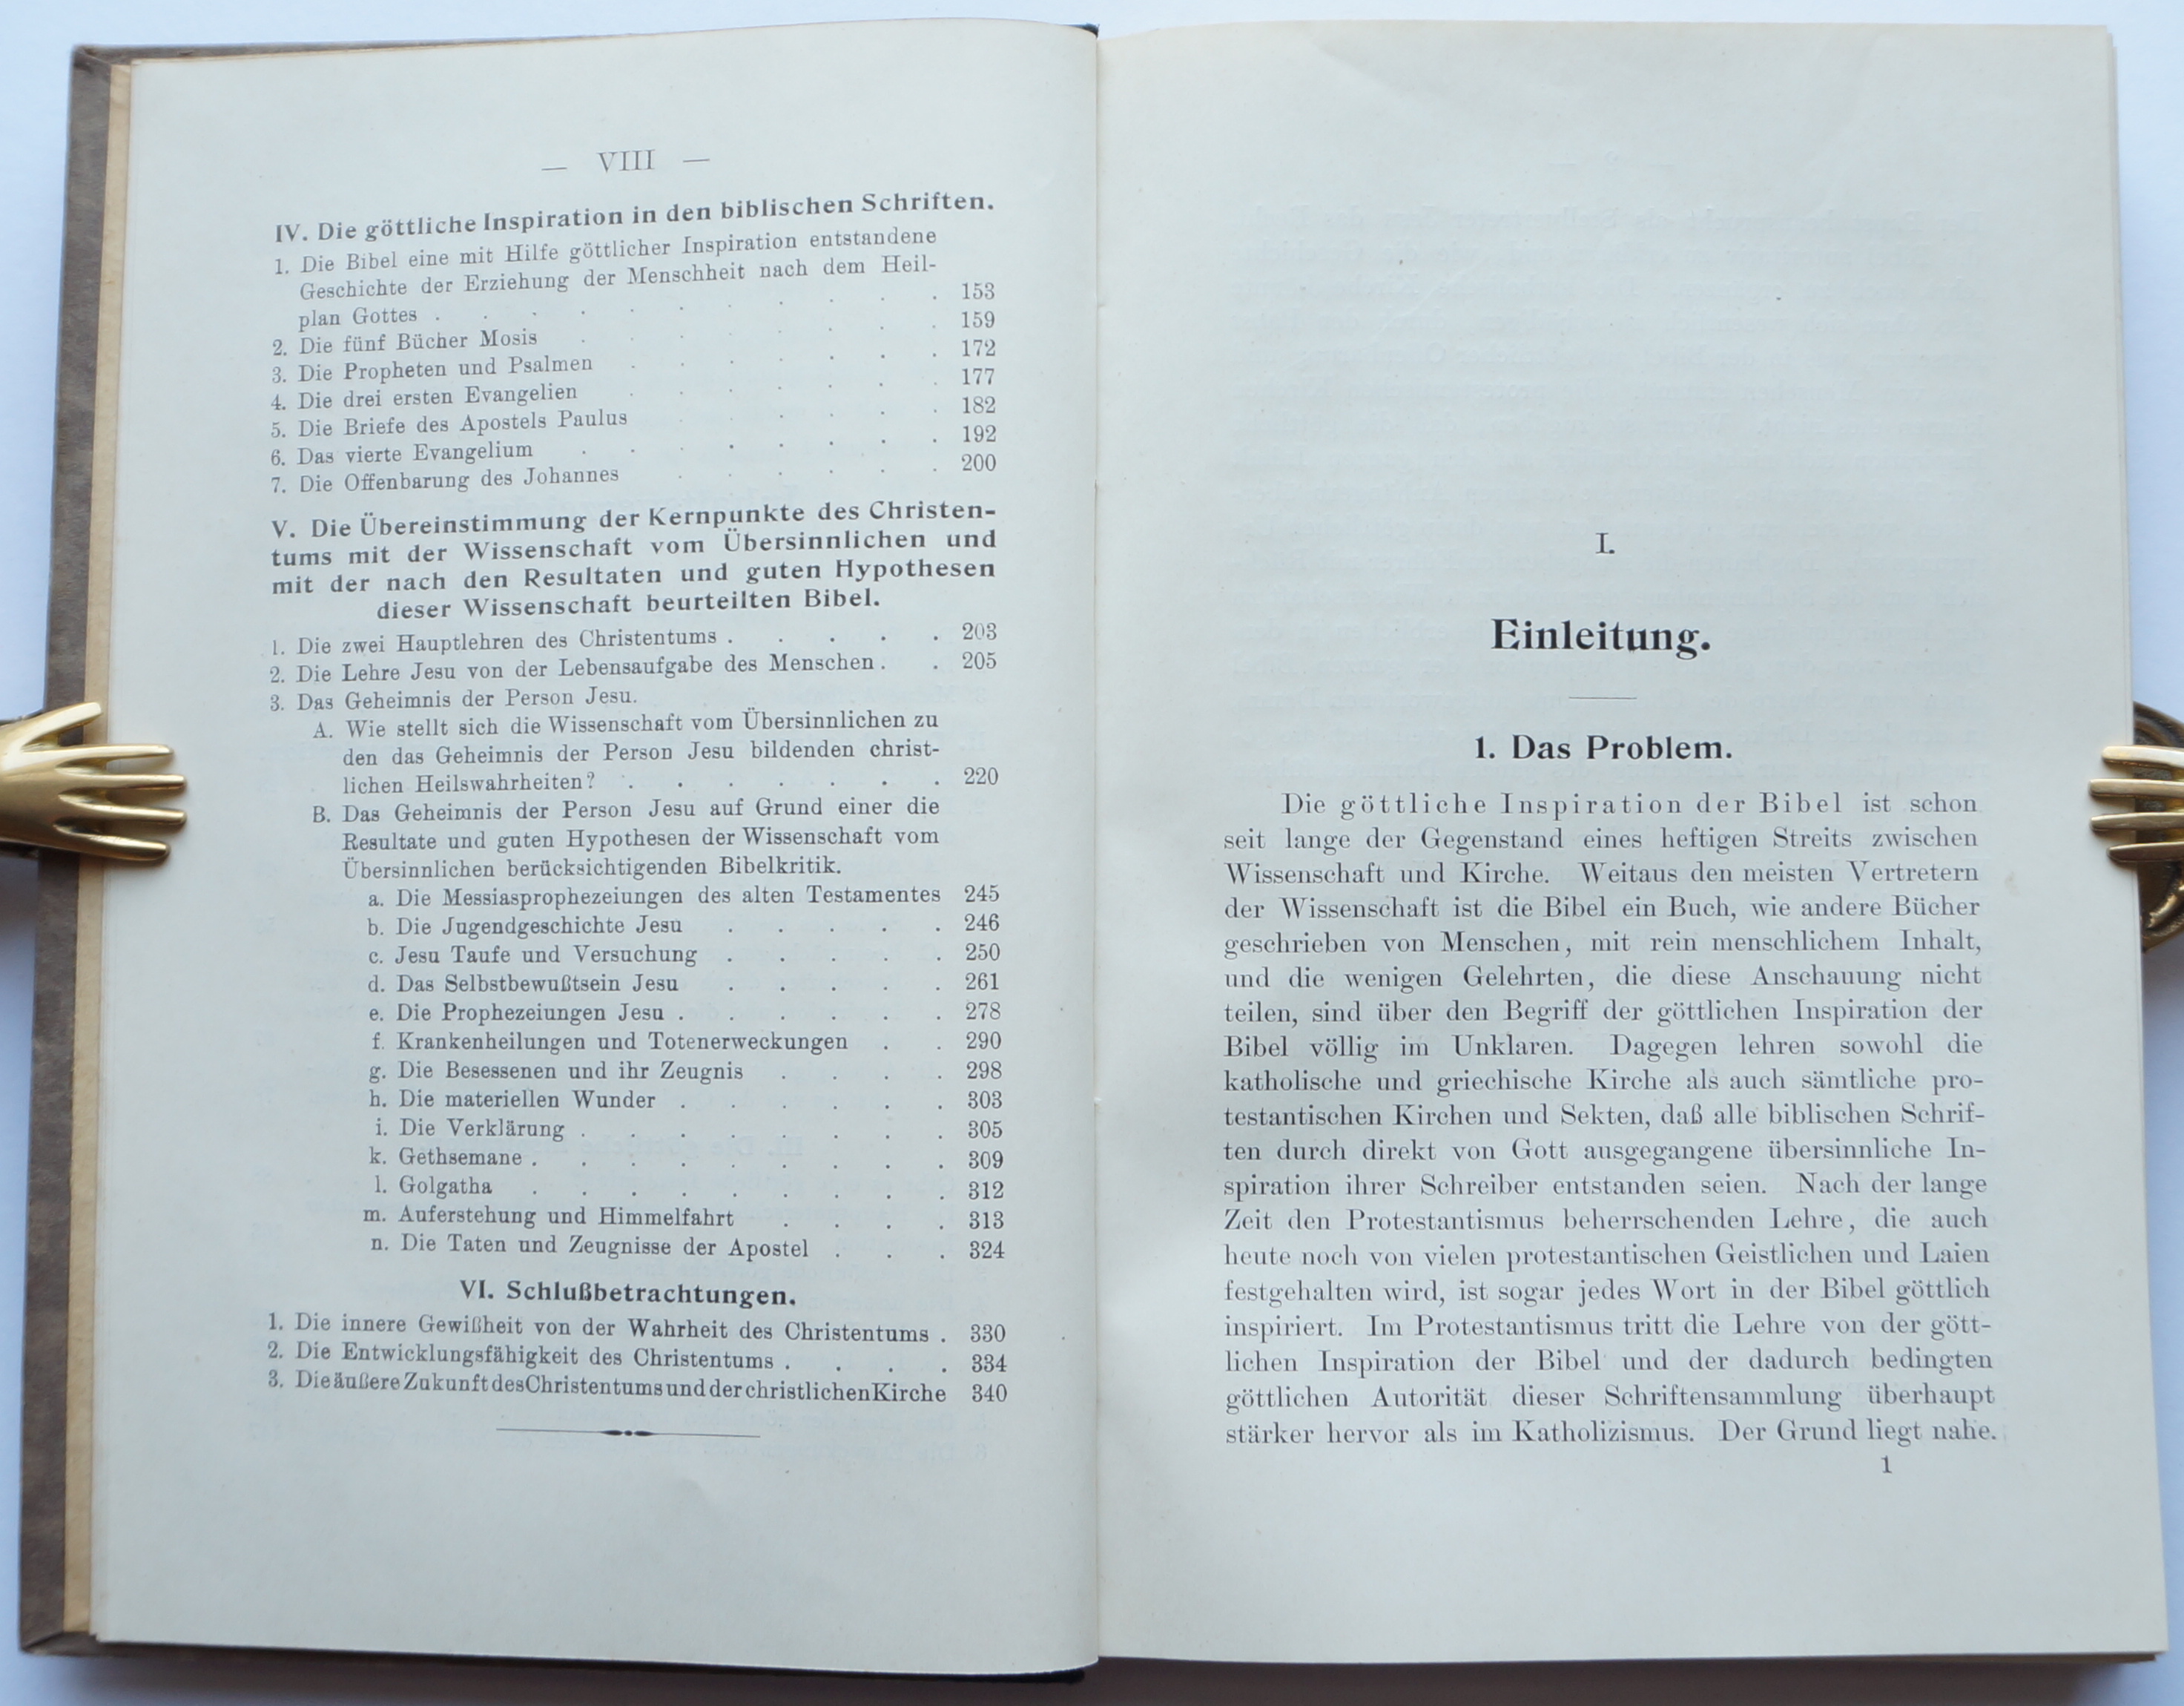 — VIII —
IV. Die göttliche Inspiration in den biblischen Schriften.
1. Die Bibel eine mit Hilfe göttlicher Inspiration entstandene
Geschichte der Erziehung der Menschheit nach dem Heil-
plan Gottes . . . . . . . . . . . 153
2. Die fünf Bücher Mosis . . . . . . . . 159
3. Die Propheten und Psalmen . . . . . . . 172
4. Die drei ersten Evangelien . . . . . . . 177
5. Die Briefe des Apostels Paulus . . . . . . 182
6. Das vierte Evangelium . . . . . . . . 192
7. Die Offenbarung des Johannes . . . . . . 200
V. Die Übereinstimmung der Kernpunkte des Christen-
tums mit der Wissenschaft vom Übersinnlichen und
mit der nach den Resultaten und guten Hypothesen
dieser Wissenschaft beurteilten Bibel.
1. Die zwei Hauptlehren des Christentums . . . . . 203
2. Die Lehre Jesu von der Lebensaufgabe des Menschen . . 205
3. Das Geheimnis der Person Jesu.
A. Wie stellt sich die Wissenschaft vom Übersinnlichen zu
den das Geheimnis der Person Jesu bildenden christ-
lichen Heilswahrheiten? . . . . . . . 220
B. Das Geheimnis der Person Jesu auf Grund einer die
Resultate und guten Hypothesen der Wissenschaft vom
Übersinnlichen berücksichtigenden Bibelkritik.
a. Die Messiasprophezeiungen des alten Testamentes 245
b. Die Jugendgeschichte Jesu . . . . . 246
c. Jesu Taufe und Versuchung . . . . . 250
d. Das Selbstbewußtsein Jesu . . . . . 261
e. Die Prophezeiungen Jesu . . . . . . 278
f. Krankenheilungen und Totenerweckungen . . 290
g. Die Besessenen und ihr Zeugnis . . . . 298
h. Die materiellen Wunder . . . . . . 303
i. Die Verklärung . . . . . . . . 305
k. Gethsemane . . . . . . . . . 309
l. Golgatha . . . . . . . . . 312
m. Auferstehung und Himmelfahrt . . . . 313
n. Die Taten und Zeugnisse der Apostel . . . 324
VI. Schlußbetrachtungen.
1. Die innere Gewißheit von der Wahrheit des Christentums . 330
2. Die Entwicklungsfähigkeit des Christentums . . . . 334
3. Die äußere Zukunft des Christentums und der christlichen Kirche 340
I.
Einleitung.
1. Das Problem.
Die göttliche Inspiration der Bibel ist schon
seit lange der Gegenstand eines heftigen Streits zwischen
Wissenschaft und Kirche. Weitaus den meisten Vertretern
der Wissenschaft ist die Bibel ein Buch, wie andere Bücher
geschrieben von Menschen, mit rein menschlichem Inhalt,
und die wenigen Gelehrten, die diese Anschauung nicht
teilen, sind über den Begriff der göttlichen Inspiration der
Bibel völlig im Unklaren. Dagegen lehren sowohl die
katholische und griechische Kirche als auch sämtliche pro-
testantischen Kirchen und Sekten, daß alle biblischen Schrif-
ten durch direkt von Gott ausgegangene übersinnliche In-
spiration ihrer Schreiber entstanden seien. Nach der lange
Zeit den Protestantismus beherrschenden Lehre, die auch
heute noch von vielen protestantischen Geistlichen und Laien
festgehalten wird, ist sogar jedes Wort in der Bibel göttlich
inspiriert. Im Protestantismus tritt die Lehre von der gött-
lichen Inspiration der Bibel und der dadurch bedingten
göttlichen Autorität dieser Schriftensammlung überhaupt
stärker hervor als im Katholizismus. Der Grund liegt nahe.
1